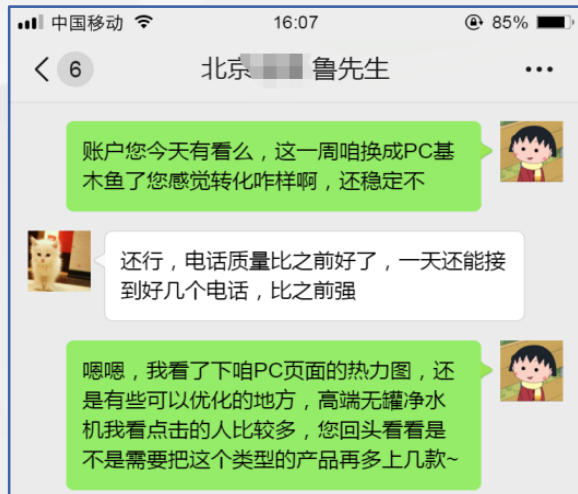 中国移动 16:07 85%
6 北京 鲁先生
账户您今天有看么，这一周咱换成PC基
木鱼了您感觉转化咋样啊，还稳定不
还行，电话质量比之前好了，一天还能接
到好几个电话，比之前强
嗯嗯，我看了下咱PC页面的热力图，还
是有些可以优化的地方，高端无罐净水
机我看点击的人比较多，您回头看看是
不是需要把这个类型的产品再多上几款~